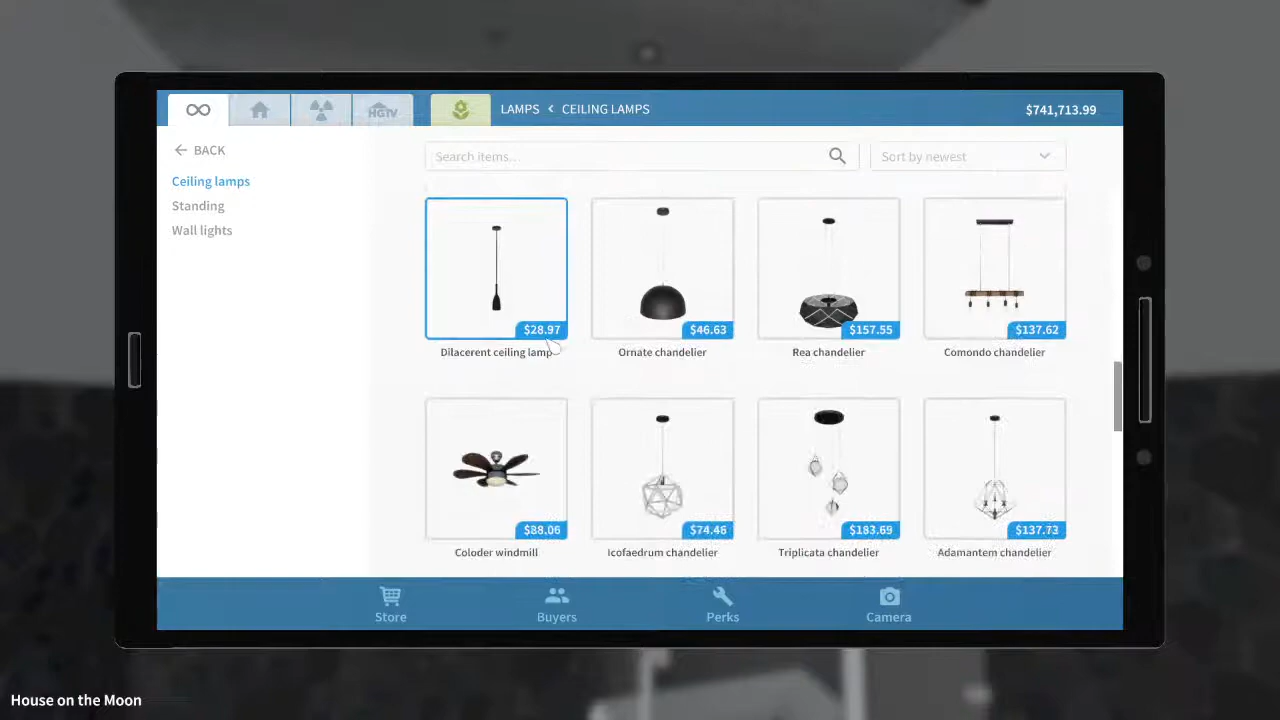 HGTV
LAMPS < CEILING LAMPS
$741,713.99
BACK
Search items...
Sort by newest
Ceiling lamps
Standing
Wall lights
$28.97
$46.63
$157.55
$137.62
Dilacerent ceiling lamp
Ornate chandelier
Rea chandelier
Comondo chandelier
$88.06
$74.46
$183.69
$137.73
Coloder windmill
Icofaedrum chandelier
Triplicata chandelier
Adamantem chandelier
Store
Buyers
Perks
Camera
House on the Moon